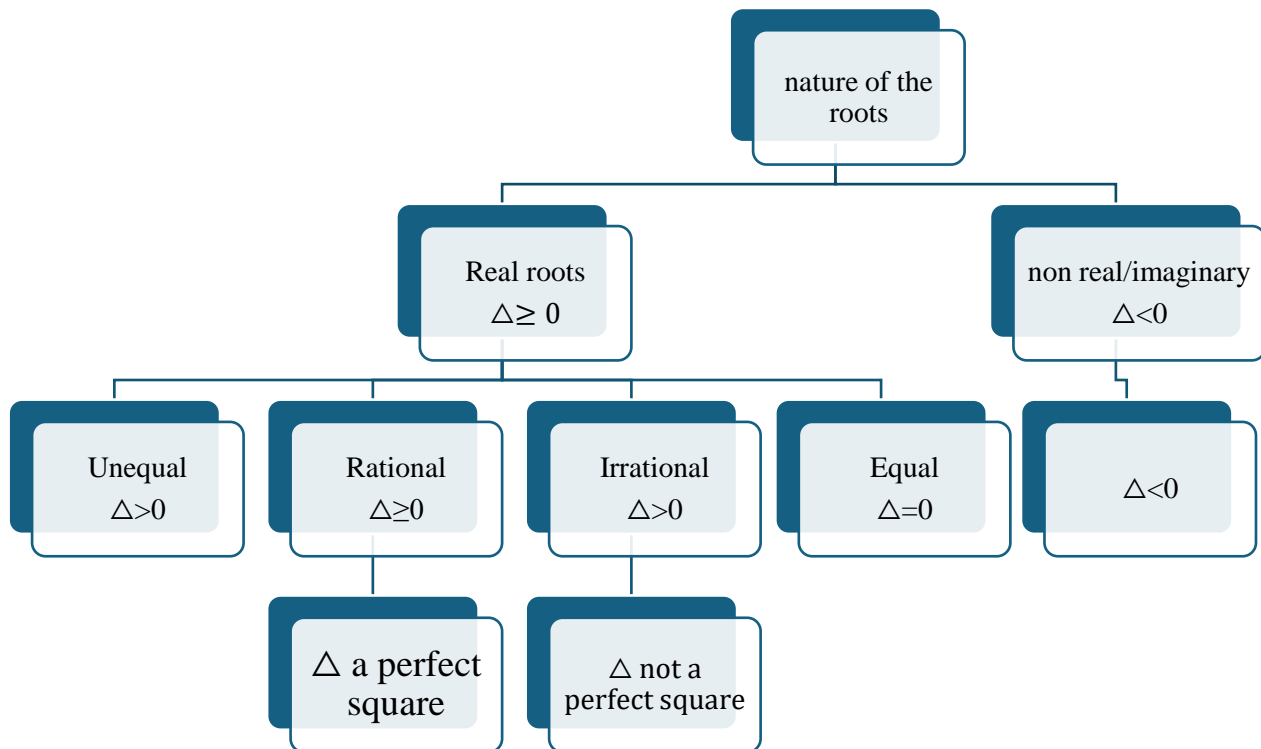 nature of the
roots
Real roots
△≥ 0
non real/imaginary
△<0
Unequal
△>0
Rational
△≥0
Irrational
△>0
Equal
△=0
△<0
△ a perfect
square
△ not a
perfect square